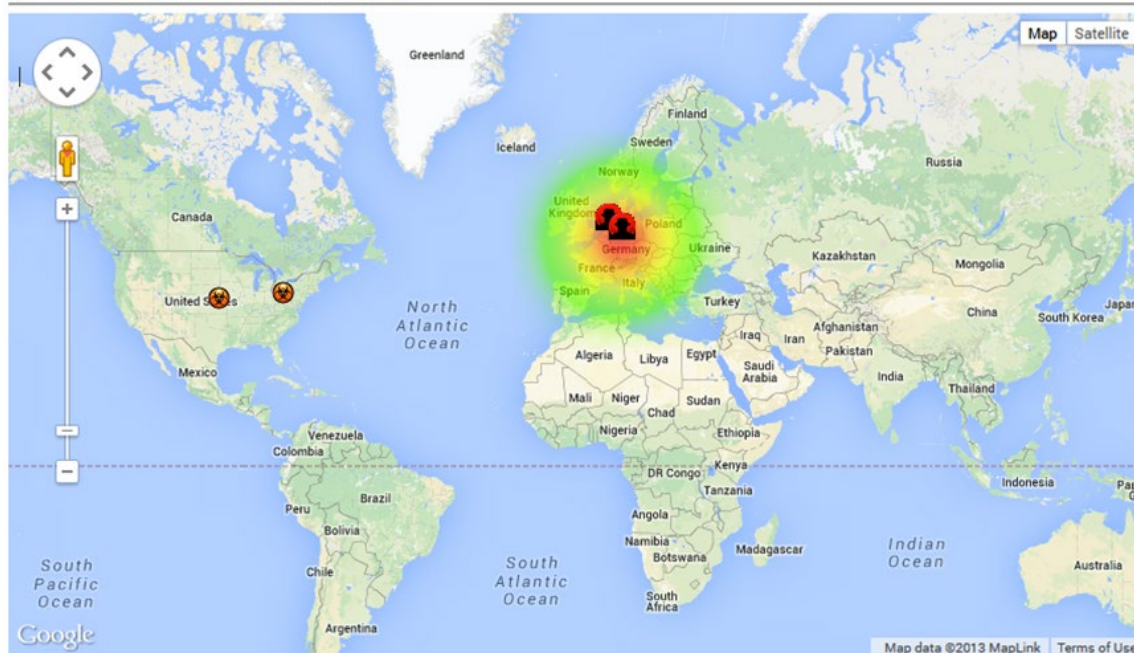 Map Satellite
Greenland
Iceland
Finland
Sweden
Norway
Russia
United
Kingdom
Poland
Canada
Germany
Ukraine
Kazakhstan
Mongolia
France
Italy
United
Spain
Turkey
China
South Korea
North
Atlantic
Ocean
Iraq
Iran
Afghanistan
Pakistan
Algeria
Libya
Egypt
Saudi
Arabia
India
Mexico
Thailand
Mali
Niger
Sudan
Chad
Nigeria
Ethiopia
Venezuela
Colombia
DR Congo
Kenya
Indonesia
Tanzania
Brazil
Peru
Angola
Bolivia
Namibia
Botswana
Madagascar
Indian
Ocean
Australia
South
Pacific
Ocean
Chile
South
Atlantic
Ocean
South
Africa
Argentina
Google
Map data ©2013 MapLink Terms of Use